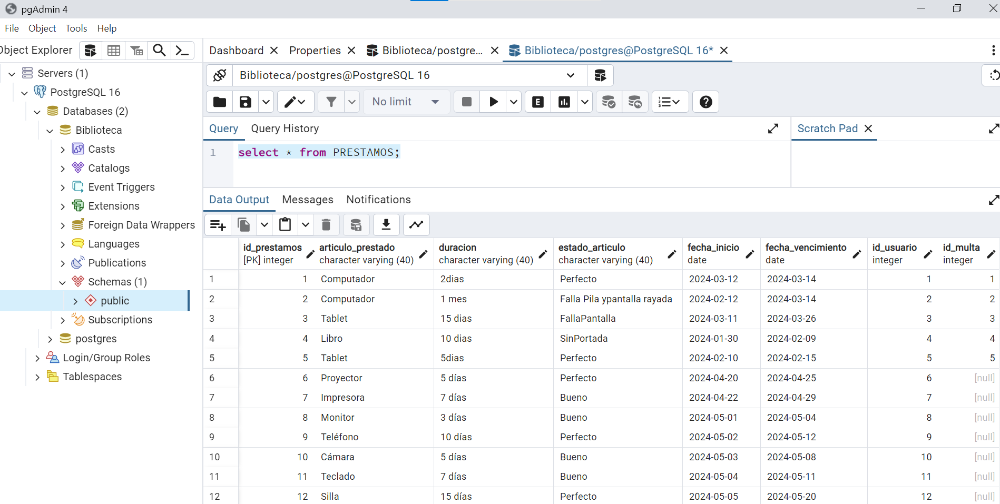 pgAdmin 4
File Object Tools Help
Object Explorer
Dashboard Properties Biblioteca/postgre... Biblioteca/postgres@PostgreSQL 16*
Servers (1)
PostgreSQL 16
Databases (2)
Biblioteca
Casts
Catalogs
Event Triggers
Extensions
Foreign Data Wrappers
Languages
Publications
Schemas (1)
public
Subscriptions
postgres
Login/Group Roles
Tablespaces
Biblioteca/postgres@PostgreSQL 16
No limit
E
Query Query History
Scratch Pad
1 select * from PRESTAMOS;
Data Output Messages Notifications
id_prestamos articulo_prestado duracion estado_articulo fecha_inicio fecha_vencimiento id_usuario id_multa
[PK] integer character varying (40) character varying (40) character varying (40) date date integer integer
1 1 Computador 2dias Perfecto 2024-03-12 2024-03-14 1 1
2 2 Computador 1 mes Falla Pila ypantalla rayada 2024-02-12 2024-03-14 2 2
3 3 Tablet 15 dias FallaPantalla 2024-03-11 2024-03-26 3 3
4 4 Libro 10 dias SinPortada 2024-01-30 2024-02-09 4 4
5 5 Tablet 5dias Perfecto 2024-02-10 2024-02-15 5 5
6 6 Proyector 5 días Perfecto 2024-04-20 2024-04-25 6 [null]
7 7 Impresora 7 días Bueno 2024-04-22 2024-04-29 7 [null]
8 8 Monitor 3 días Bueno 2024-05-01 2024-05-04 8 [null]
9 9 Teléfono 10 días Perfecto 2024-05-02 2024-05-12 9 [null]
10 10 Cámara 5 días Bueno 2024-05-03 2024-05-08 10 [null]
11 11 Teclado 7 días Bueno 2024-05-04 2024-05-11 11 [null]
12 12 Silla 15 días Perfecto 2024-05-05 2024-05-20 12 [null]